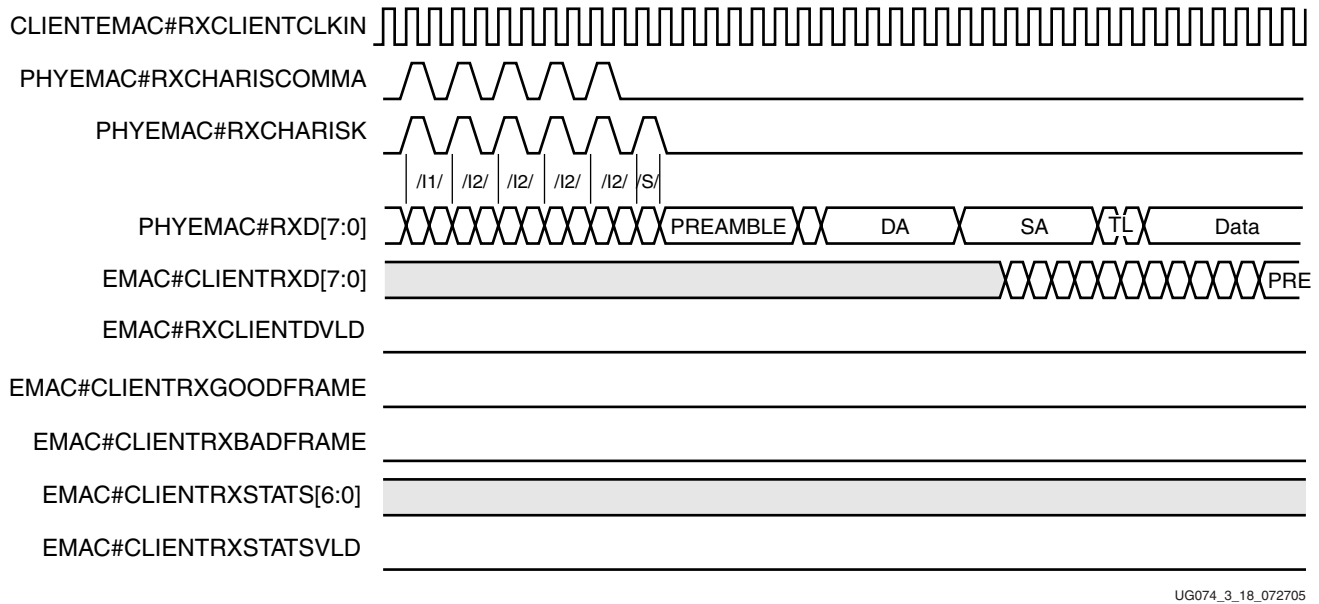 CLIENTEMAC#RXCLIENTCLKIN
PHYEMAC#RXCHARISCOMMA
PHYEMAC#RXCHARISK
/I1/ /I2/ /I2/ /I2/ /I2/ /S/
PHYEMAC#RXD[7:0] PREAMBLE DA SA TL Data
EMAC#CLIENTRXD[7:0] PRE
EMAC#RXCLIENTDVLD
EMAC#CLIENTRXGOODFRAME
EMAC#CLIENTRXBADFRAME
EMAC#CLIENTRXSTATS[6:0]
EMAC#CLIENTRXSTATSVLD
UG074_3_18_072705